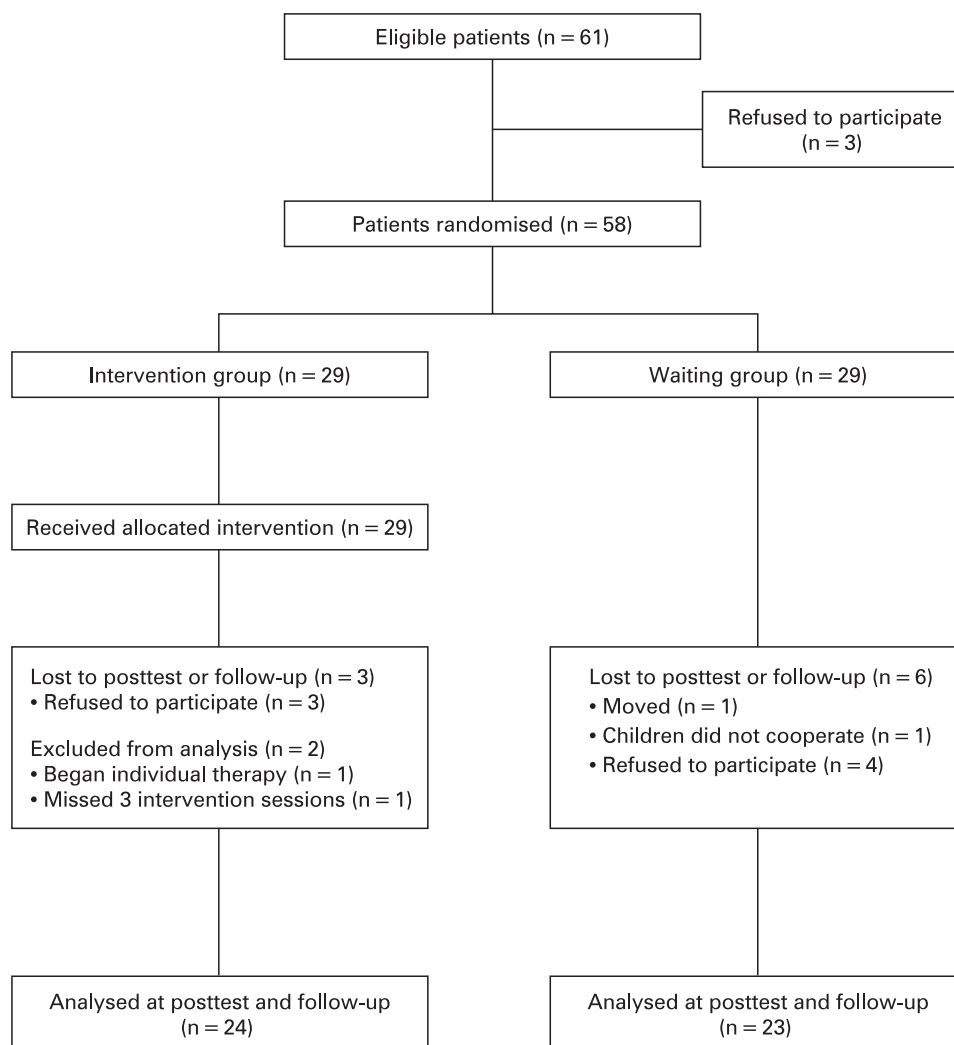 Eligible patients (n = 61)
Refused to participate
(n = 3)
Patients randomised (n = 58)
Intervention group (n = 29)
Waiting group (n = 29)
Received allocated intervention (n = 29)
Lost to posttest or follow-up (n = 3)
• Refused to participate (n = 3)
Excluded from analysis (n = 2)
• Began individual therapy (n = 1)
• Missed 3 intervention sessions (n = 1)
Lost to posttest or follow-up (n = 6)
• Moved (n = 1)
• Children did not cooperate (n = 1)
• Refused to participate (n = 4)
Analysed at posttest and follow-up
(n = 24)
Analysed at posttest and follow-up
(n = 23)